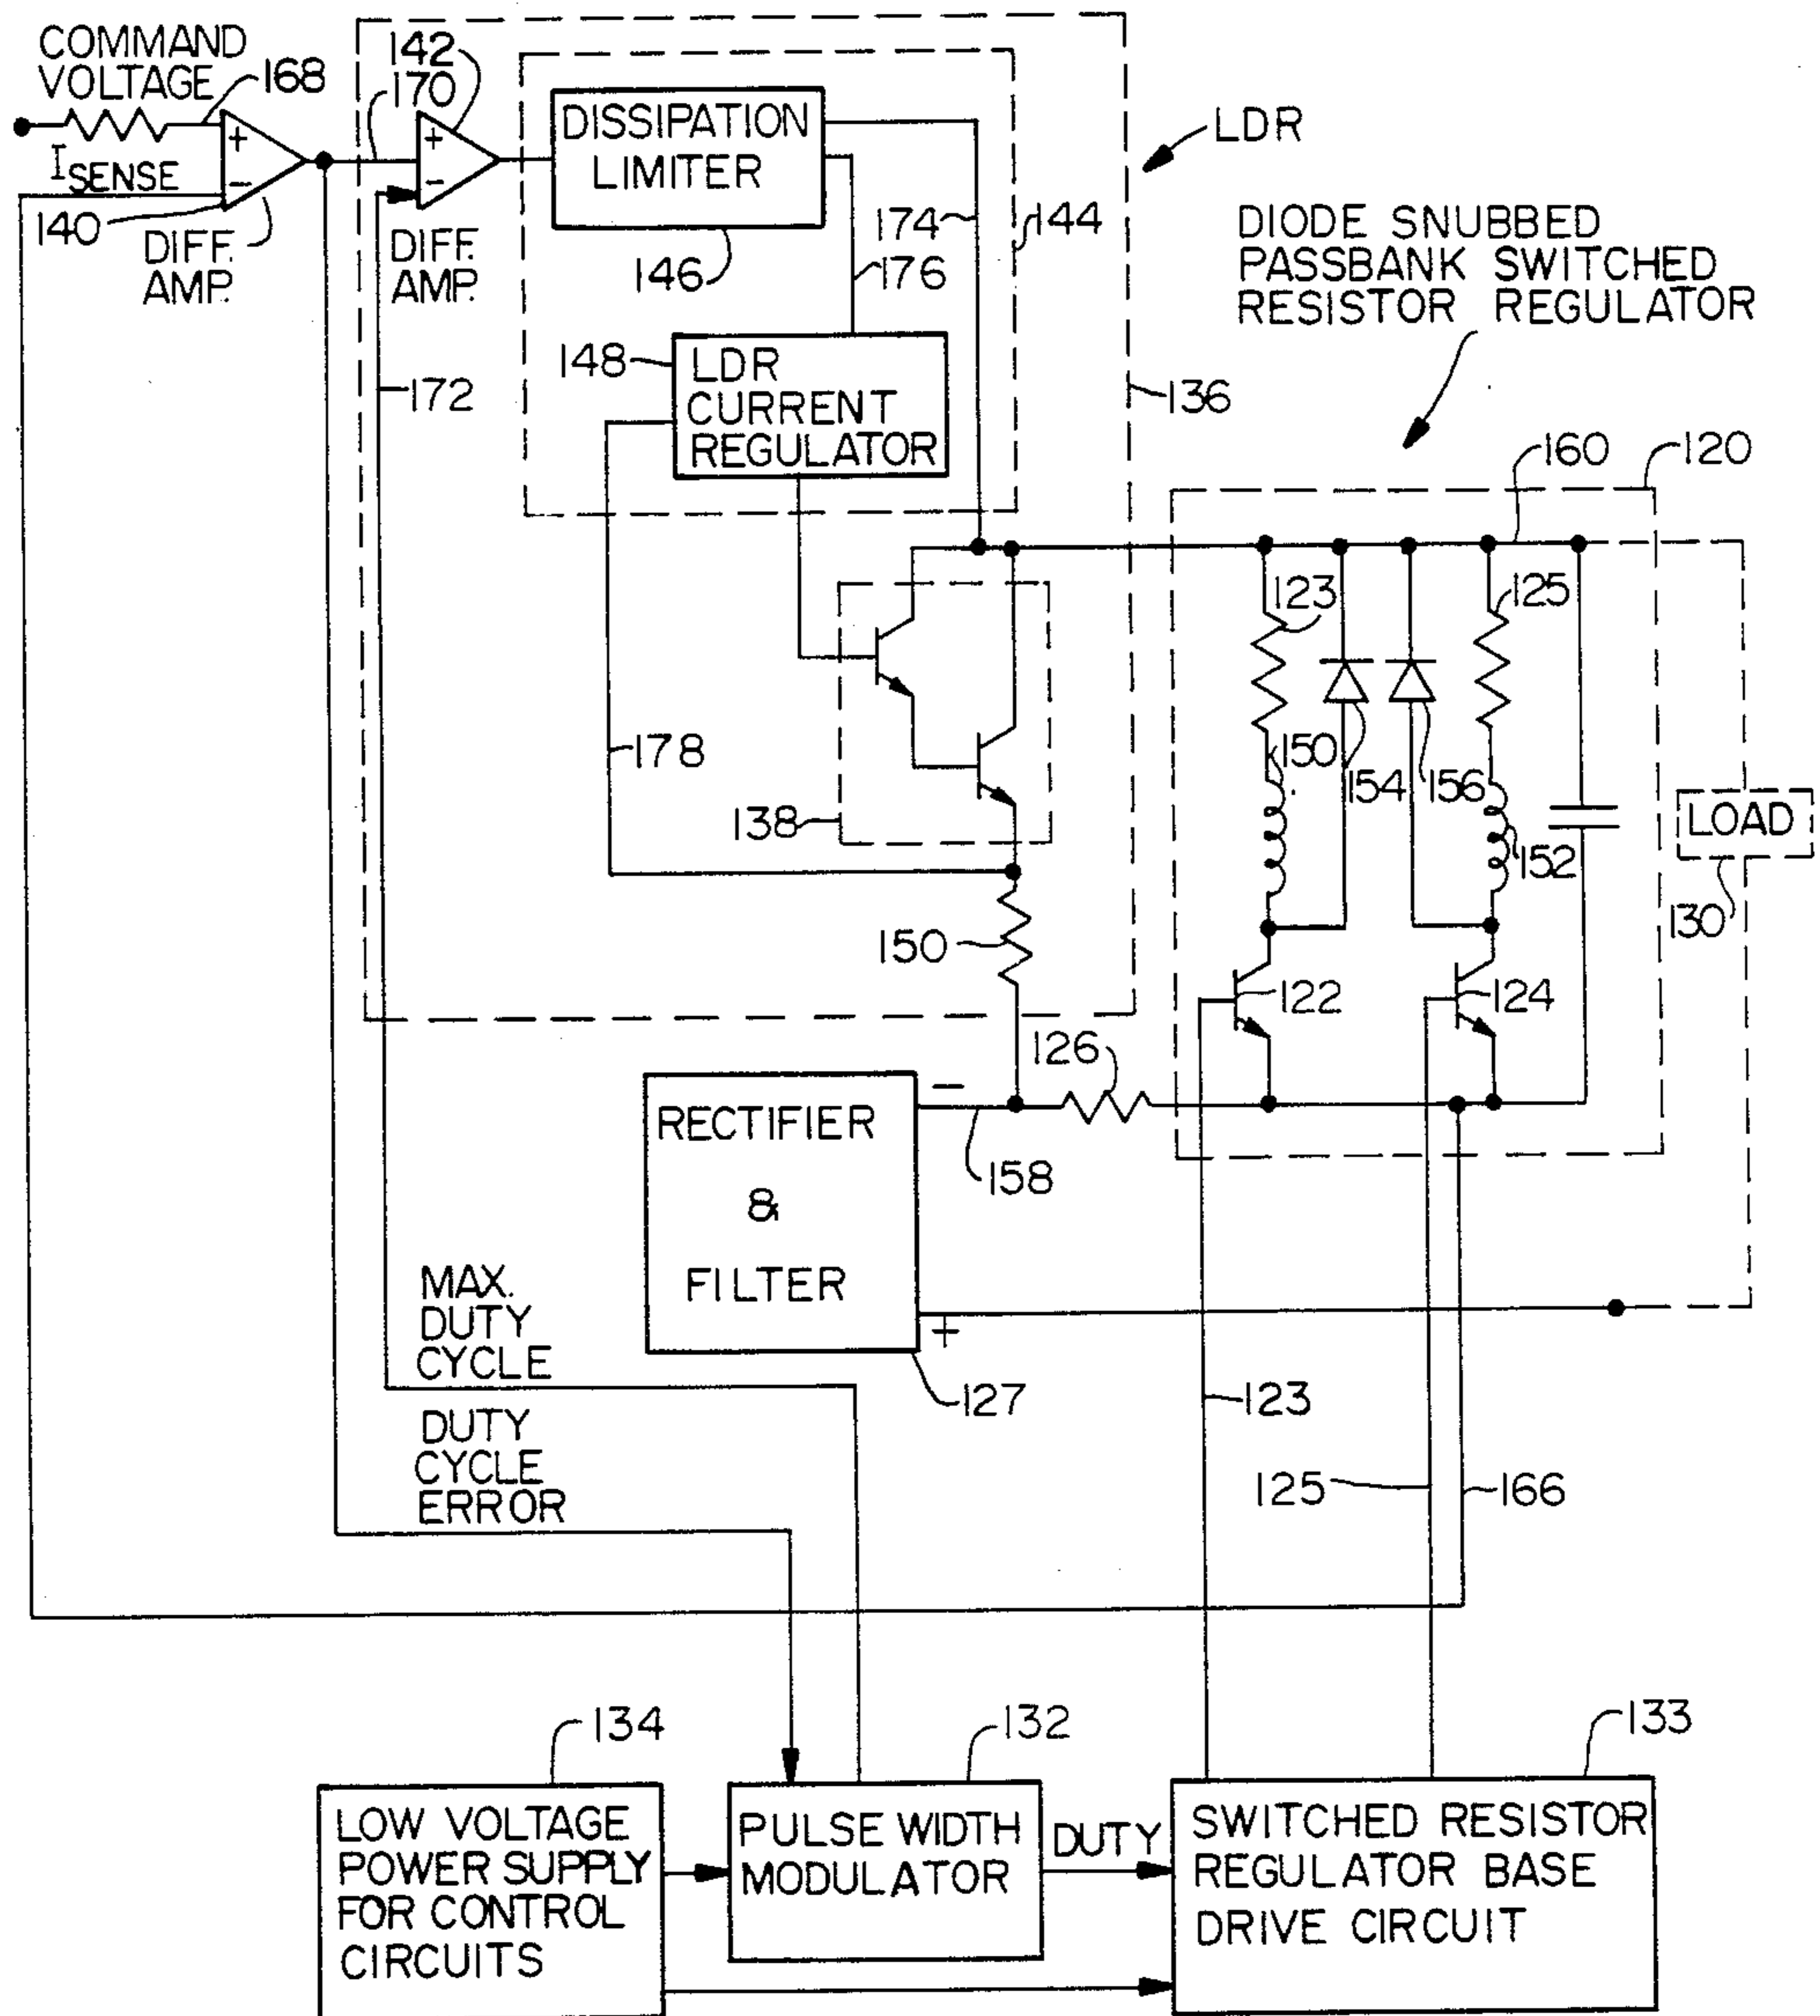 COMMAND
VOLTAGE
168
I SENSE
+
−
140
DIFF.
AMP.
142
170
+
−
DIFF.
AMP.
172
DISSIPATION
LIMITER
146
174
176
144
LDR
136
148
LDR
CURRENT
REGULATOR
DIODE SNUBBED
PASSBANK SWITCHED
RESISTOR REGULATOR
160
120
123
125
150
154
156
152
LOAD
130
178
138
150
122
124
126
−
158
RECTIFIER
&
FILTER
+
127
MAX.
DUTY
CYCLE
DUTY
CYCLE
ERROR
123
125
166
134
132
133
LOW VOLTAGE
POWER SUPPLY
FOR CONTROL
CIRCUITS
PULSE WIDTH
MODULATOR
DUTY
SWITCHED RESISTOR
REGULATOR BASE
DRIVE CIRCUIT